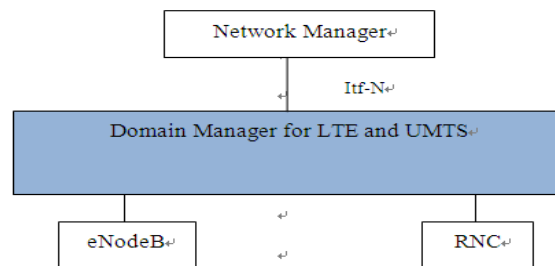 Network Manager↵
Itf-N↵
↵
Domain Manager for LTE and UMTS↵
↵
eNodeB↵
RNC↵
↵